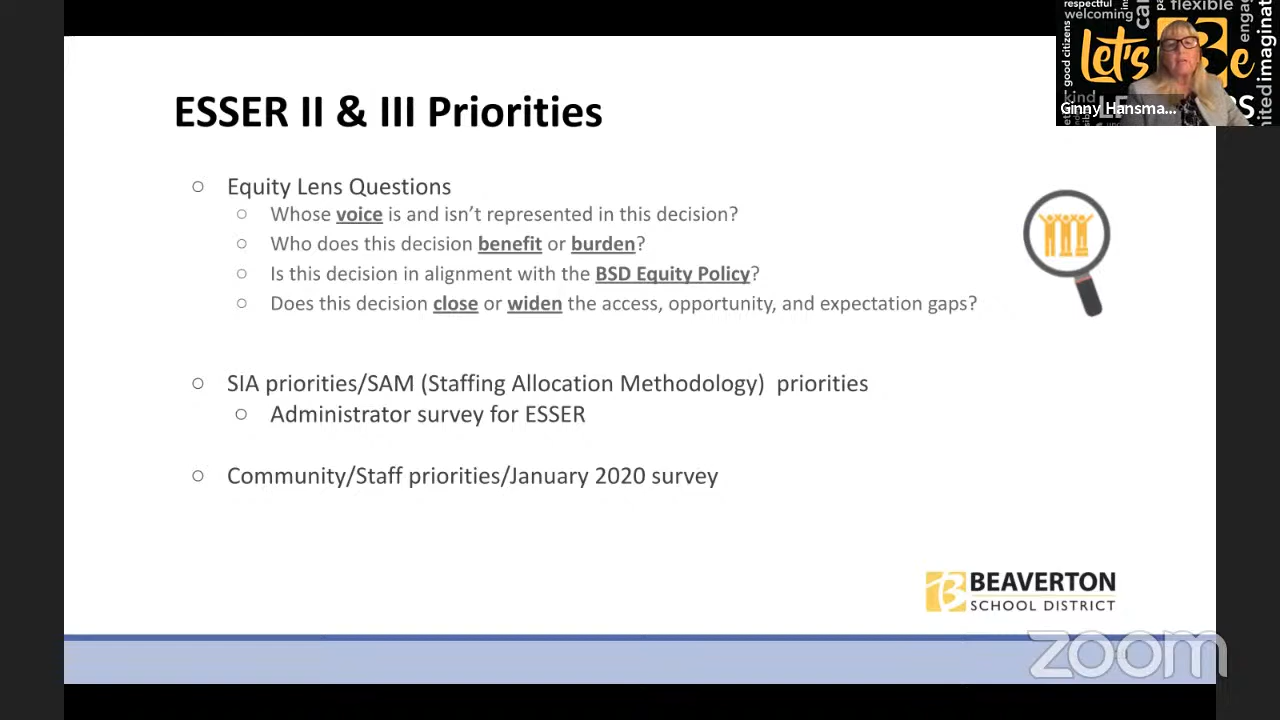 ESSER II & III Priorities
○ Equity Lens Questions
○ Whose voice is and isn't represented in this decision?
○ Who does this decision benefit or burden?
○ Is this decision in alignment with the BSD Equity Policy?
○ Does this decision close or widen the access, opportunity, and expectation gaps?
○ SIA priorities/SAM (Staffing Allocation Methodology) priorities
○ Administrator survey for ESSER
○ Community/Staff priorities/January 2020 survey
BEAVERTON
SCHOOL DISTRICT
zoom
respectful
welcoming
flexible
good citizens
Let's Be
kind
Ginny Hansma...